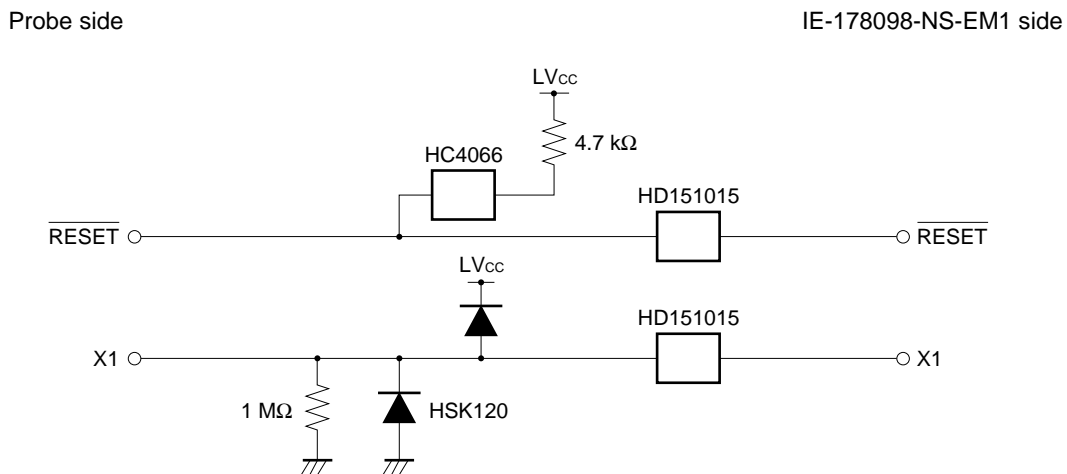 Probe side
IE-178098-NS-EM1 side
LVCC
4.7 kΩ
HC4066
HD151015
RESET
RESET
LVCC
HD151015
X1
X1
1 MΩ
HSK120